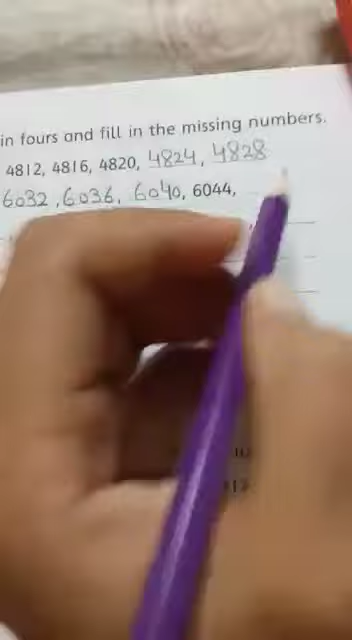 in fours and fill in the missing numbers.
4812, 4816, 4820, 4824, 4828
6032, 6036, 6040, 6044,